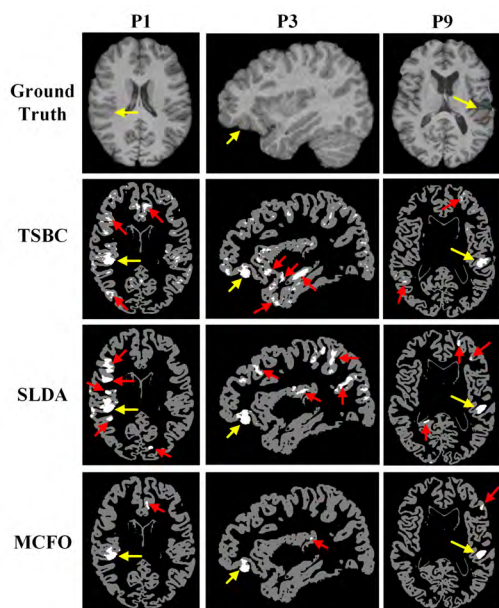 P1 P3 P9
Ground
Truth
TSBC
SLDA
MCFO